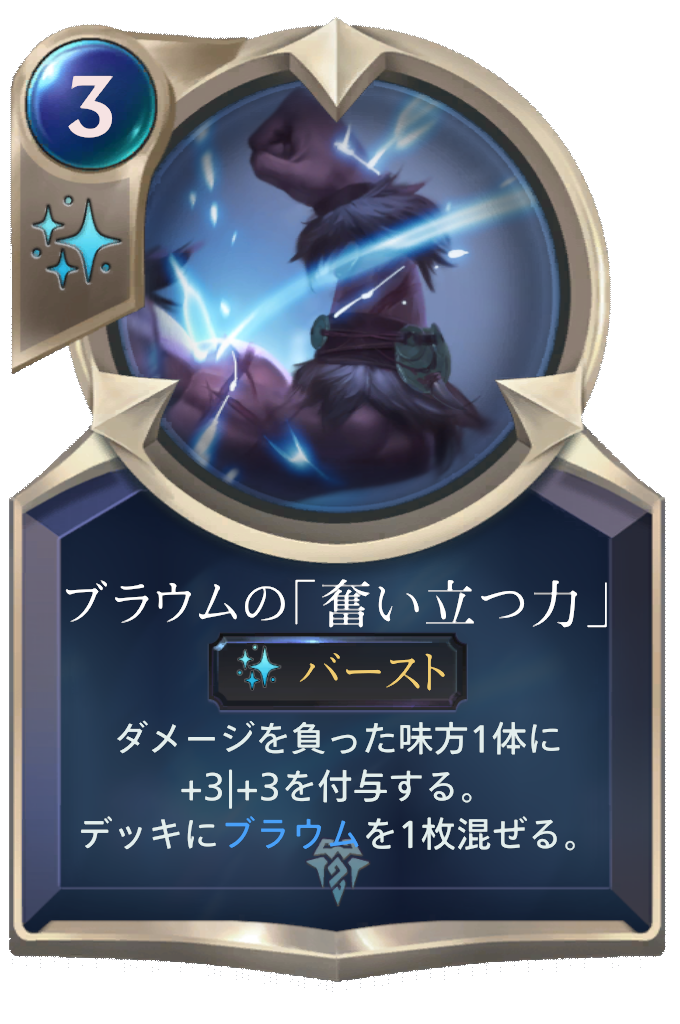 3
ブラウムの「奮い立つ力」
バースト
ダメージを負った味方1体に
+3|+3を付与する。
デッキにブラウムを1枚混ぜる。